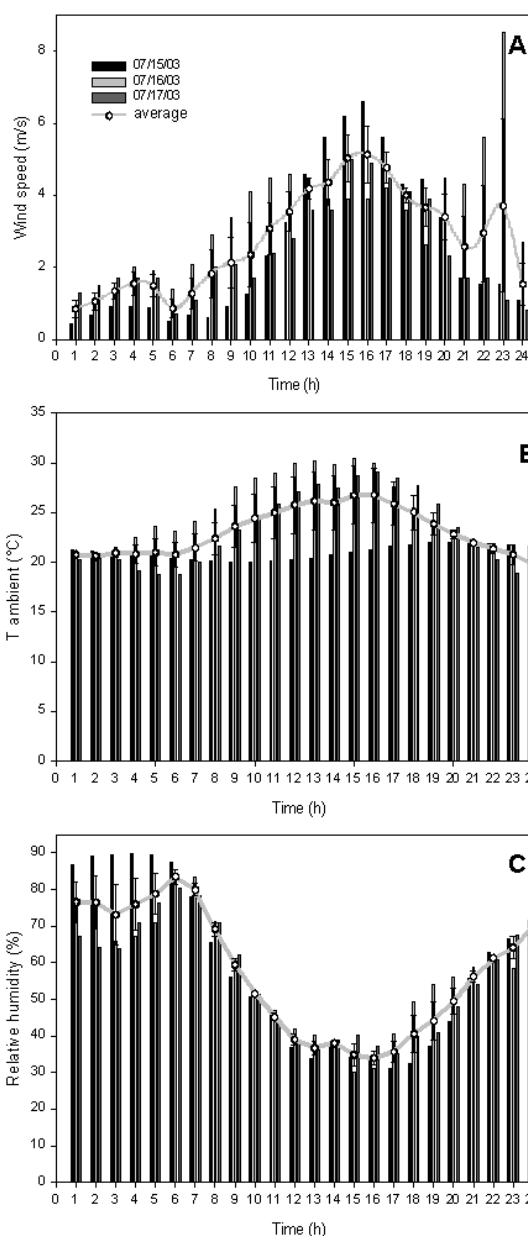 A
07/15/03
07/16/03
07/17/03
average
Wind speed (m/s)
8
6
4
2
0
0 1 2 3 4 5 6 7 8 9 10 11 12 13 14 15 16 17 18 19 20 21 22 23 24
Time (h)
T ambient (°C)
35
30
25
20
15
10
5
0
0 1 2 3 4 5 6 7 8 9 10 11 12 13 14 15 16 17 18 19 20 21 22 23
Time (h)
C
Relative humidity (%)
90
80
70
60
50
40
30
20
10
0
0 1 2 3 4 5 6 7 8 9 10 11 12 13 14 15 16 17 18 19 20 21 22 23
Time (h)